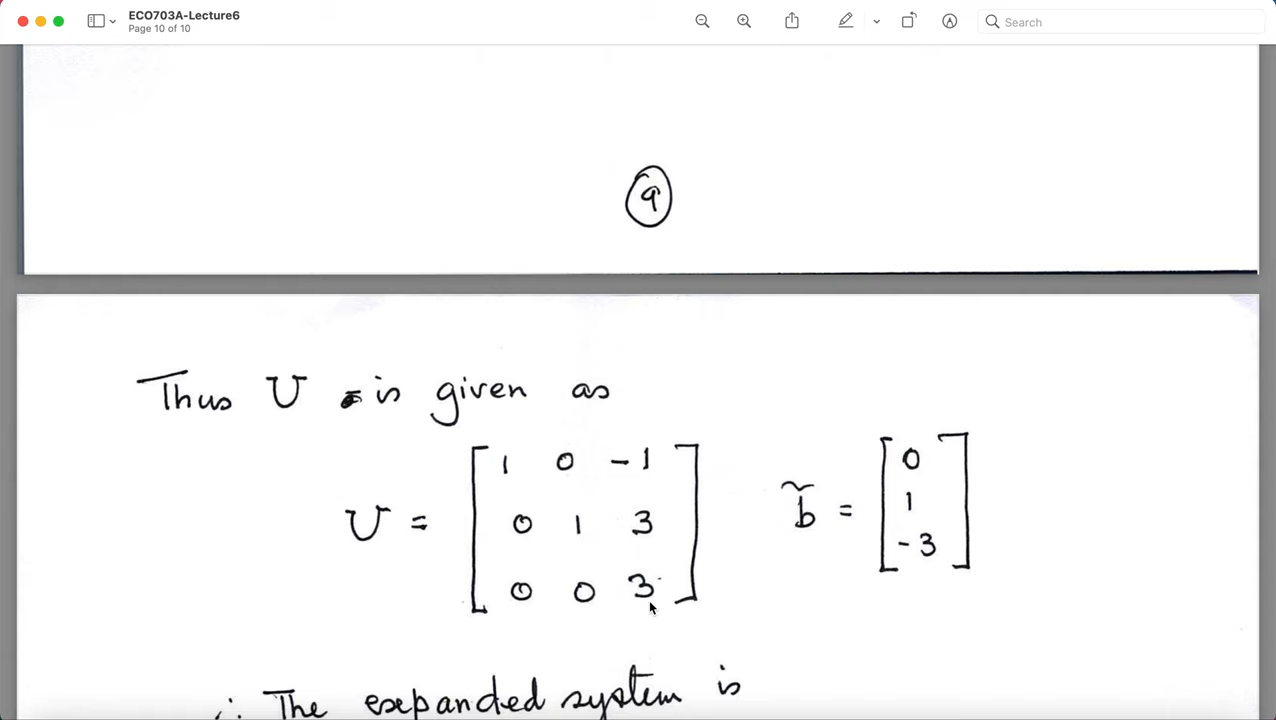 ECO703A-Lecture6
Page 10 of 10
Search
9
Thus U is given as
U = [ 1 0 -1
0 1 3
0 0 3 ]
b̃ = [ 0
1
-3 ]
∴ The expanded system is